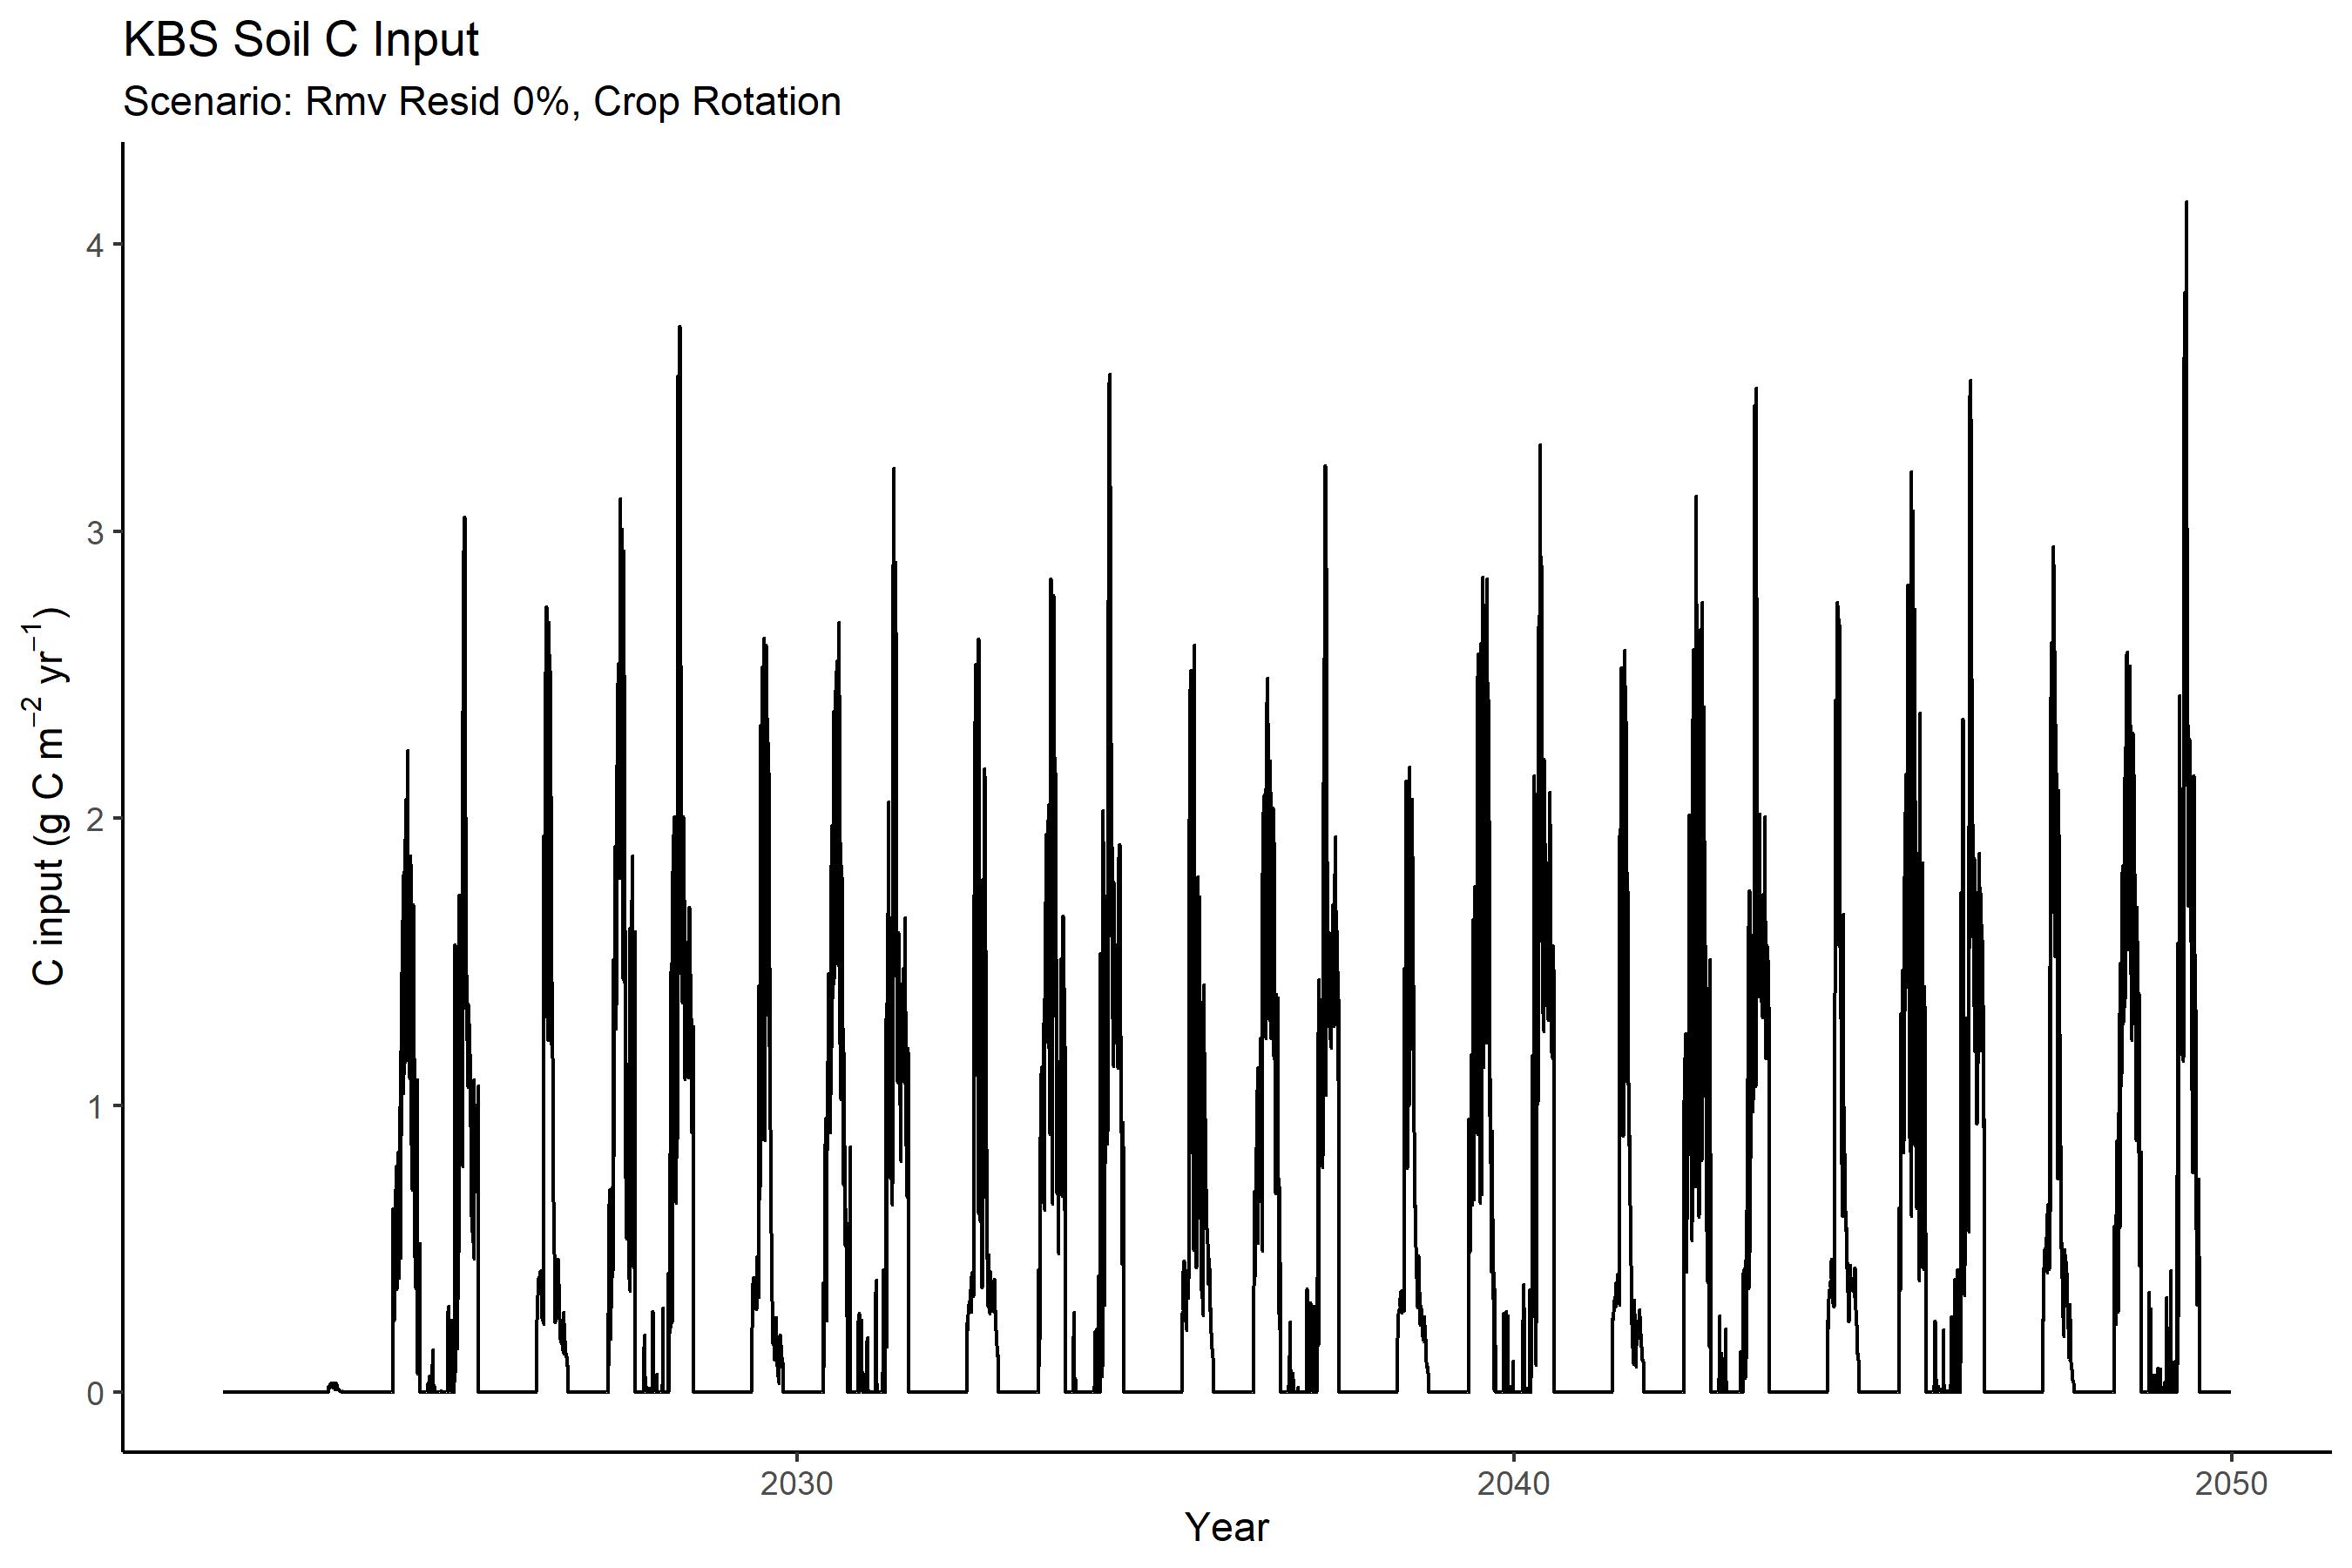 KBS Soil C Input
Scenario: Rmv Resid 0%, Crop Rotation
C input (g C m⁻² yr⁻¹)
4
3
2
1
0
2030
2040
2050
Year